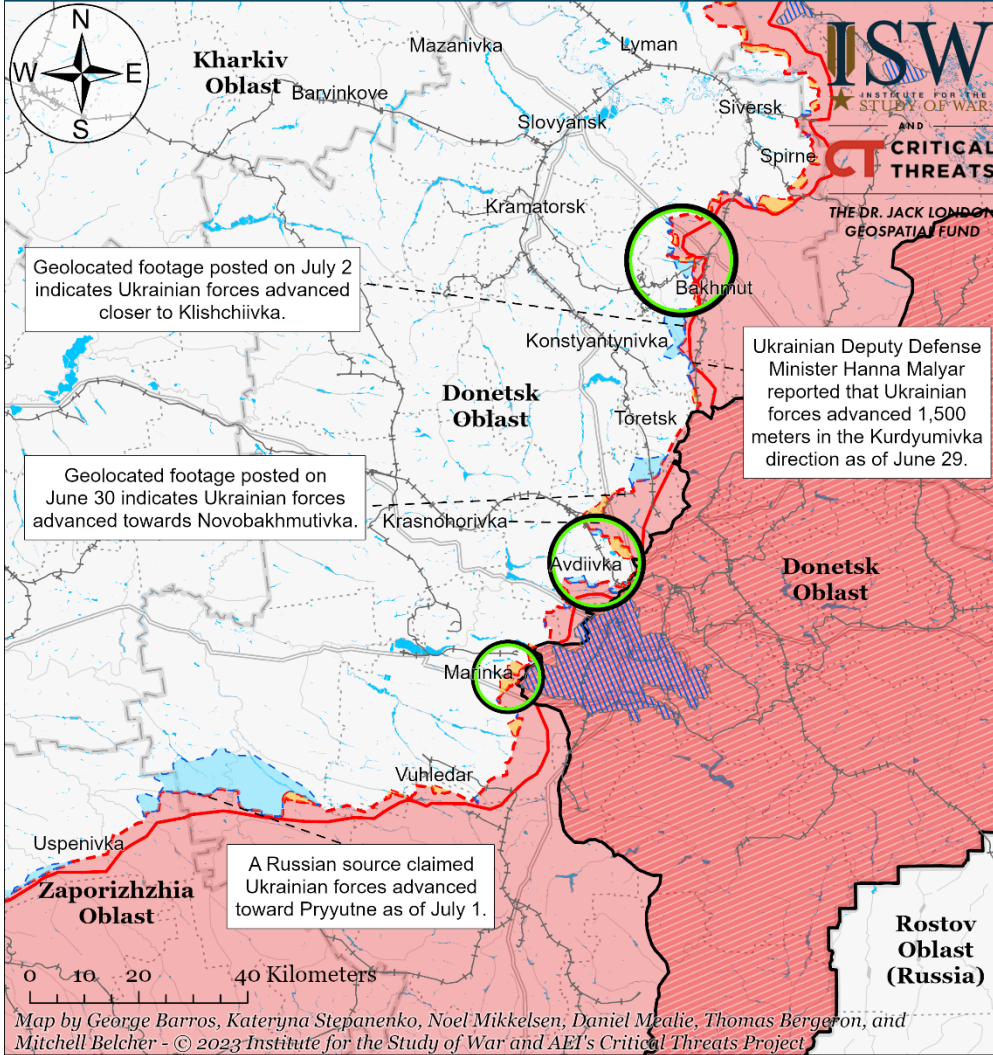 N
W
E
S
Kharkiv
Oblast
Mazanivka
Lyman
Barvinkove
Siversk
Slovyansk
Spirne
Kramatorsk
ISW
INSTITUTE FOR THE
STUDY OF WAR
AND
CT CRITICAL
THREATS
THE DR. JACK LONDON
GEOSPATIAL FUND
Geolocated footage posted on July 2
indicates Ukrainian forces advanced
closer to Klishchiivka.
Bakhmut
Konstyantynivka
Ukrainian Deputy Defense
Minister Hanna Malyar
reported that Ukrainian
forces advanced 1,500
meters in the Kurdyumivka
direction as of June 29.
Donetsk
Oblast
Toretsk
Geolocated footage posted on
June 30 indicates Ukrainian forces
advanced towards Novobakhmutivka.
Krasnohorivka
Avdiivka
Donetsk
Oblast
Marinka
Vuhledar
Uspenivka
A Russian source claimed
Ukrainian forces advanced
toward Pryyutne as of July 1.
Zaporizhzhia
Oblast
Rostov
Oblast
(Russia)
0 10 20 40 Kilometers
Map by George Barros, Kateryna Stepanenko, Noel Mikkelsen, Daniel Mealie, Thomas Bergeron, and
Mitchell Belcher - © 2023 Institute for the Study of War and AEI's Critical Threats Project